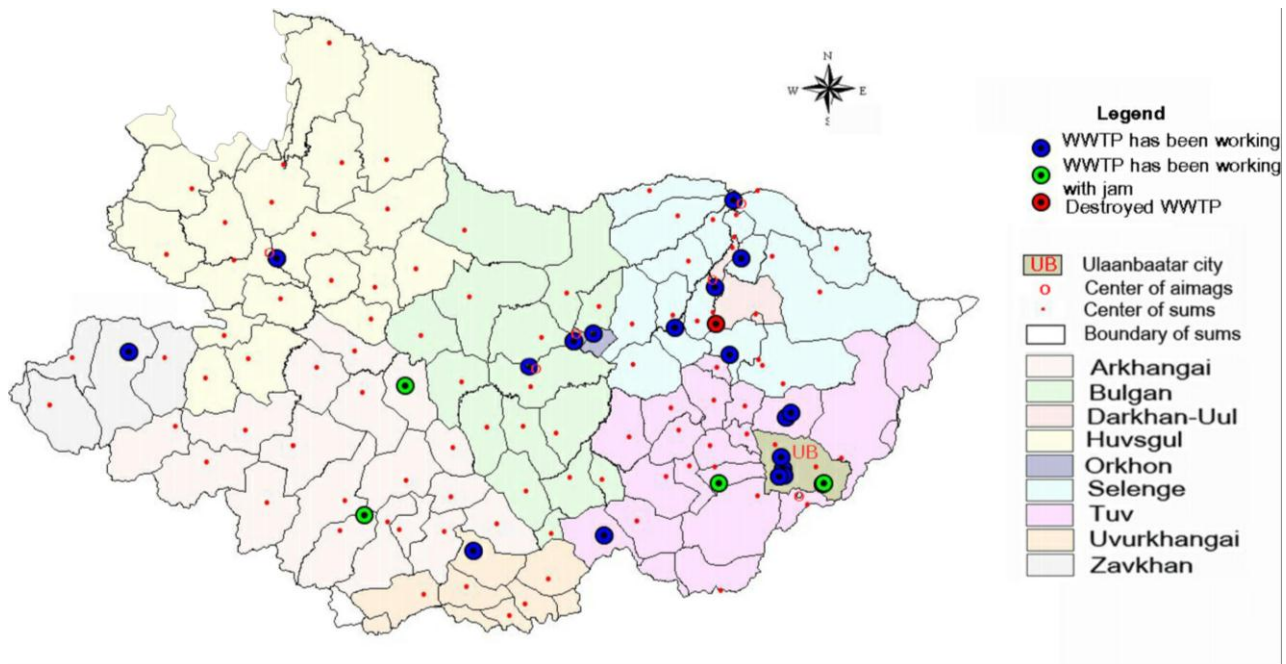 N
W E
S
UB
Legend
WWTP has been working
WWTP has been working
with jam
Destroyed WWTP
UB Ulaanbaatar city
Center of aimags
Center of sums
Boundary of sums
Arkhangai
Bulgan
Darkhan-Uul
Huvsgul
Orkhon
Selenge
Tuv
Uvurkhangai
Zavkhan